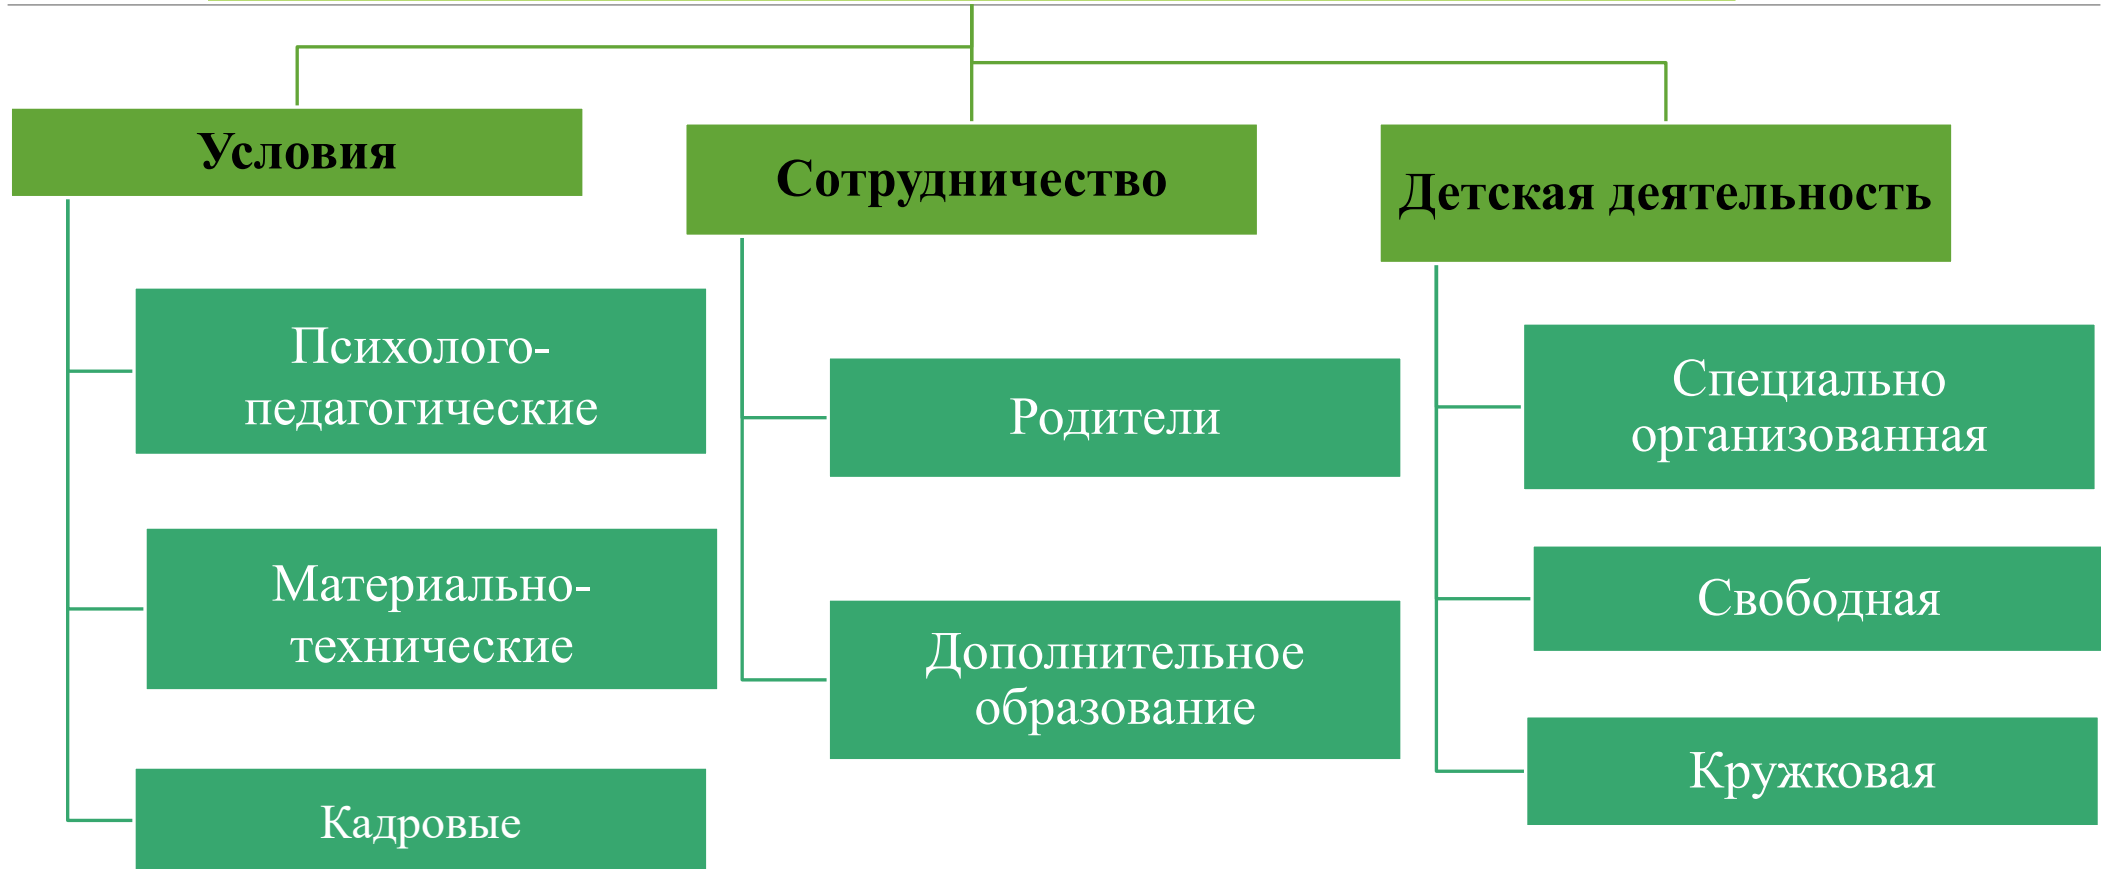 Условия
Психолого-
педагогические
Материально-
технические
Кадровые
Сотрудничество
Родители
Дополнительное
образование
Детская деятельность
Специально
организованная
Свободная
Кружковая